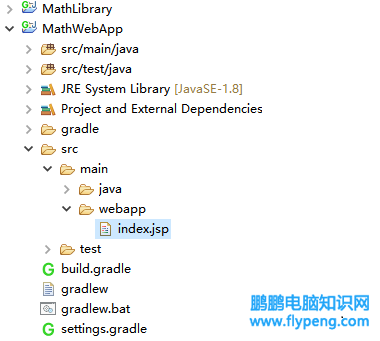 MathLibrary
MathWebApp
src/main/java
src/test/java
JRE System Library [JavaSE-1.8]
Project and External Dependencies
gradle
src
main
java
webapp
index.jsp
test
build.gradle
gradlew
gradlew.bat
settings.gradle
鹏鹏电脑知识网
www.flypeng.com